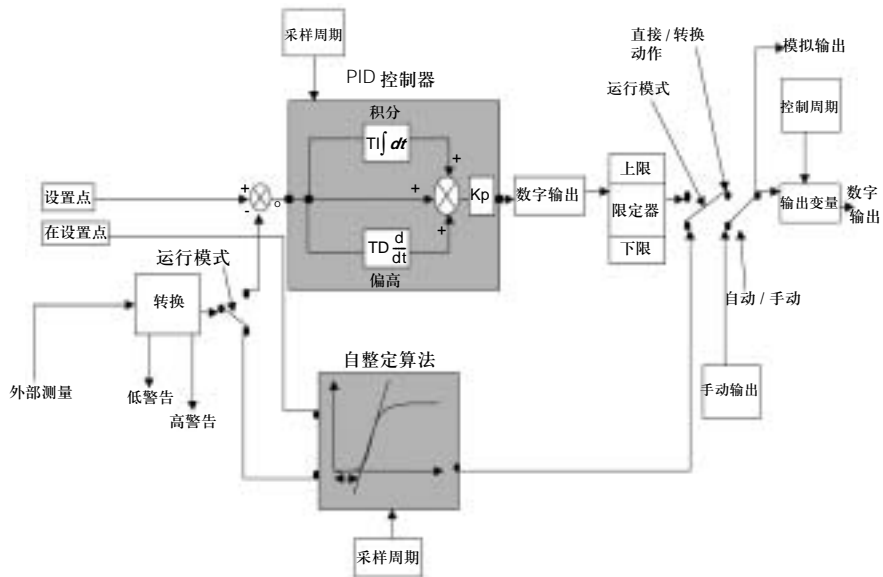 采样周期
PID 控制器
积分
TI∫ dt
+
+
+
Kp
TD d/dt
偏高
设置点
+
-
在设置点
运行模式
转换
外部测量
低警告
高警告
数字输出
上限
限定器
下限
直接 / 转换
动作
运行模式
模拟输出
控制周期
输出变量
数字
输出
自动 / 手动
手动输出
自整定算法
采样周期